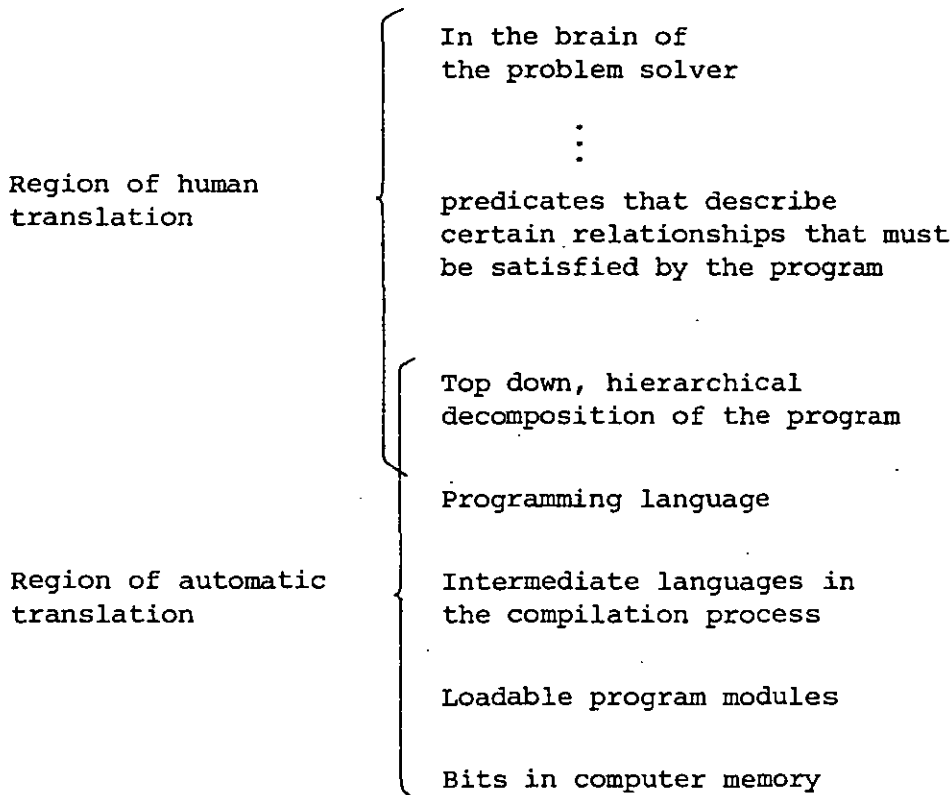 In the brain of
the problem solver
Region of human
translation
predicates that describe
certain relationships that must
be satisfied by the program
Top down, hierarchical
decomposition of the program
Programming language
Region of automatic
translation
Intermediate languages in
the compilation process
Loadable program modules
Bits in computer memory